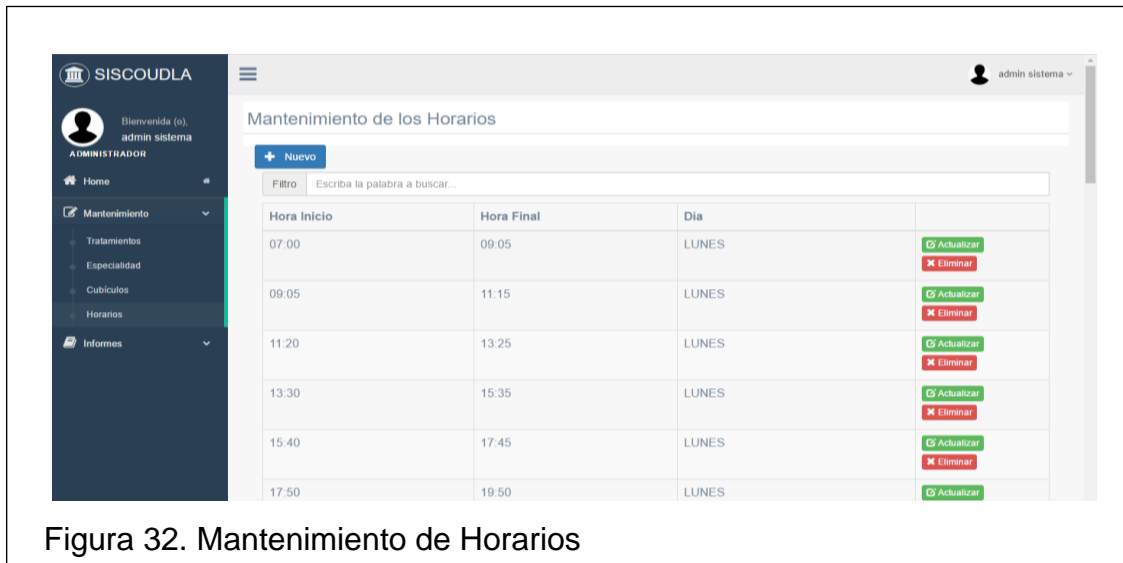 SISCOUDLA
admin sistema
Bienvenida (o),
admin sistema
ADMINISTRADOR
Home
Mantenimiento
Tratamientos
Especialidad
Cubículos
Horarios
Informes
Mantenimiento de los Horarios
Nuevo
Filtro Escriba la palabra a buscar...
Hora Inicio Hora Final Dia
07:00 09:05 LUNES Actualizar
Eliminar
09:05 11:15 LUNES Actualizar
Eliminar
11:20 13:25 LUNES Actualizar
Eliminar
13:30 15:35 LUNES Actualizar
Eliminar
15:40 17:45 LUNES Actualizar
Eliminar
17:50 19:50 LUNES Actualizar
Figura 32. Mantenimiento de Horarios